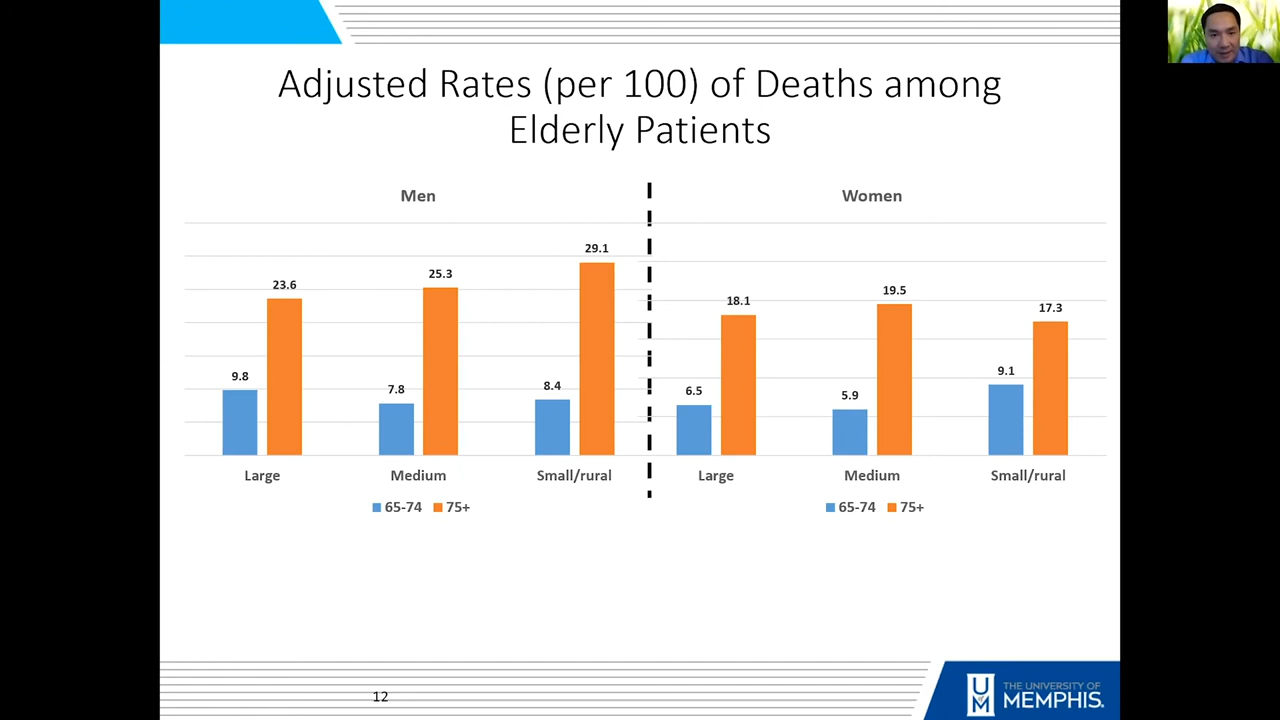 Adjusted Rates (per 100) of Deaths among
Elderly Patients
Men
29.1
25.3
23.6
9.8
7.8
8.4
Large
Medium
Small/rural
65-74
75+
Women
19.5
18.1
17.3
6.5
5.9
9.1
Large
Medium
Small/rural
65-74
75+
12
U
of
M
THE UNIVERSITY OF
MEMPHIS.